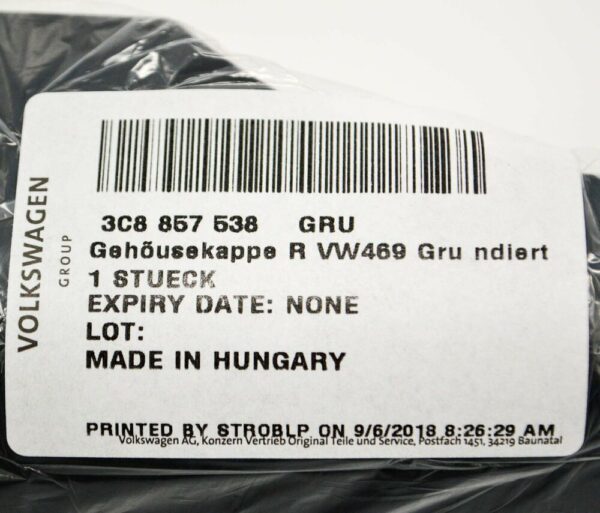 VOLKSWAGEN
GROUP
3C8 857 538 GRU
Gehõusekappe R VW469 Gru ndiert
1 STUECK
EXPIRY DATE: NONE
LOT:
MADE IN HUNGARY
PRINTED BY STROBLP ON 9/6/2018 8:26:29 AM
Volkswagen AG, Konzern Vertrieb Original Teile und Service, Postfach 1451, 34219 Baunatal